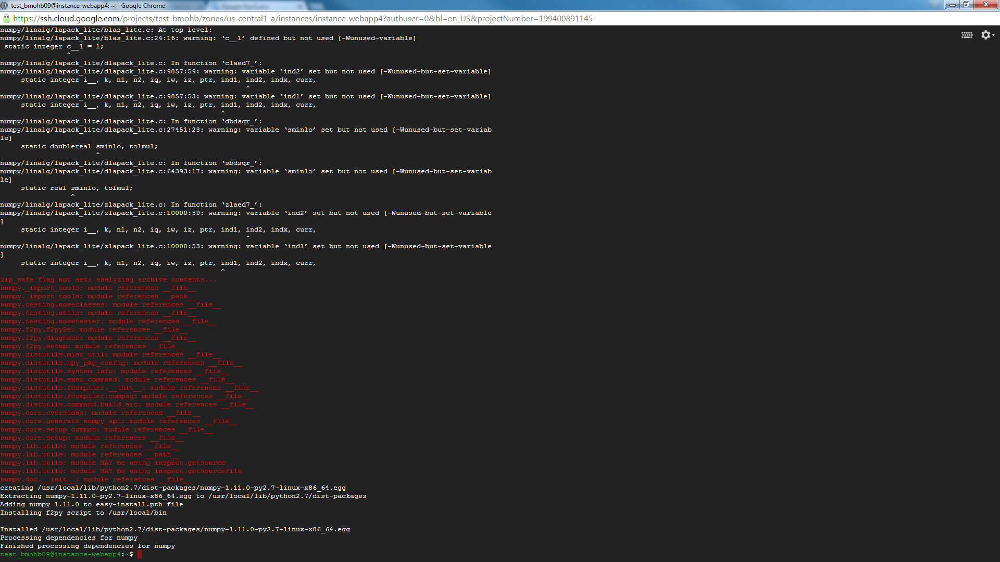 test_bmohb09@instance-webapp4: ~ - Google Chrome
https://ssh.cloud.google.com/projects/test-bmohb/zones/us-central1-a/instances/instance-webapp4?authuser=0&hl=en_US&projectNumber=199400891145
numpy/linalg/lapack_lite/blas_lite.c: At top level:
numpy/linalg/lapack_lite/blas_lite.c:24:16: warning: ‘c__1’ defined but not used [-Wunused-variable]
 static integer c__1 = 1;
                ^
numpy/linalg/lapack_lite/dlapack_lite.c: In function ‘claed7_’:
numpy/linalg/lapack_lite/dlapack_lite.c:9857:59: warning: variable ‘ind2’ set but not used [-Wunused-but-set-variable]
     static integer i__, k, n1, n2, iq, iw, iz, ptr, ind1, ind2, indx, curr,
                                                           ^
numpy/linalg/lapack_lite/dlapack_lite.c:9857:53: warning: variable ‘ind1’ set but not used [-Wunused-but-set-variable]
     static integer i__, k, n1, n2, iq, iw, iz, ptr, ind1, ind2, indx, curr,
                                                     ^
numpy/linalg/lapack_lite/dlapack_lite.c: In function ‘dbdsqr_’:
numpy/linalg/lapack_lite/dlapack_lite.c:27451:23: warning: variable ‘sminlo’ set but not used [-Wunused-but-set-variab
le]
     static doublereal sminlo, tolmul;
                       ^
numpy/linalg/lapack_lite/dlapack_lite.c: In function ‘sbdsqr_’:
numpy/linalg/lapack_lite/dlapack_lite.c:64393:17: warning: variable ‘sminlo’ set but not used [-Wunused-but-set-variab
le]
     static real sminlo, tolmul;
                 ^
numpy/linalg/lapack_lite/zlapack_lite.c: In function ‘zlaed7_’:
numpy/linalg/lapack_lite/zlapack_lite.c:10000:59: warning: variable ‘ind2’ set but not used [-Wunused-but-set-variable
]
     static integer i__, k, n1, n2, iq, iw, iz, ptr, ind1, ind2, indx, curr,
                                                           ^
numpy/linalg/lapack_lite/zlapack_lite.c:10000:53: warning: variable ‘ind1’ set but not used [-Wunused-but-set-variable
]
     static integer i__, k, n1, n2, iq, iw, iz, ptr, ind1, ind2, indx, curr,
                                                     ^
zip_safe flag not set; analyzing archive contents...
numpy._import_tools: module references __file__
numpy._import_tools: module references __path__
numpy.testing.noseclasses: module references __file__
numpy.testing.utils: module references __file__
numpy.testing.nosetester: module references __file__
numpy.f2py.f2py2e: module references __file__
numpy.f2py.diagnose: module references __file__
numpy.f2py.setup: module references __file__
numpy.distutils.misc_util: module references __file__
numpy.distutils.npy_pkg_config: module references __file__
numpy.distutils.system_info: module references __file__
numpy.distutils.exec_command: module references __file__
numpy.distutils.fcompiler.__init__: module references __file__
numpy.distutils.fcompiler.compaq: module references __file__
numpy.distutils.command.build_src: module references __file__
numpy.core.cversions: module references __file__
numpy.core.generate_numpy_api: module references __file__
numpy.core.setup_common: module references __file__
numpy.core.setup: module references __file__
numpy.lib.utils: module references __file__
numpy.lib.utils: module references __path__
numpy.lib.utils: module MAY be using inspect.getsource
numpy.lib.utils: module MAY be using inspect.getsourcefile
numpy.doc.__init__: module references __file__
creating /usr/local/lib/python2.7/dist-packages/numpy-1.11.0-py2.7-linux-x86_64.egg
Extracting numpy-1.11.0-py2.7-linux-x86_64.egg to /usr/local/lib/python2.7/dist-packages
Adding numpy 1.11.0 to easy-install.pth file
Installing f2py script to /usr/local/bin
Installed /usr/local/lib/python2.7/dist-packages/numpy-1.11.0-py2.7-linux-x86_64.egg
Processing dependencies for numpy
Finished processing dependencies for numpy
test_bmohb09@instance-webapp4:~$